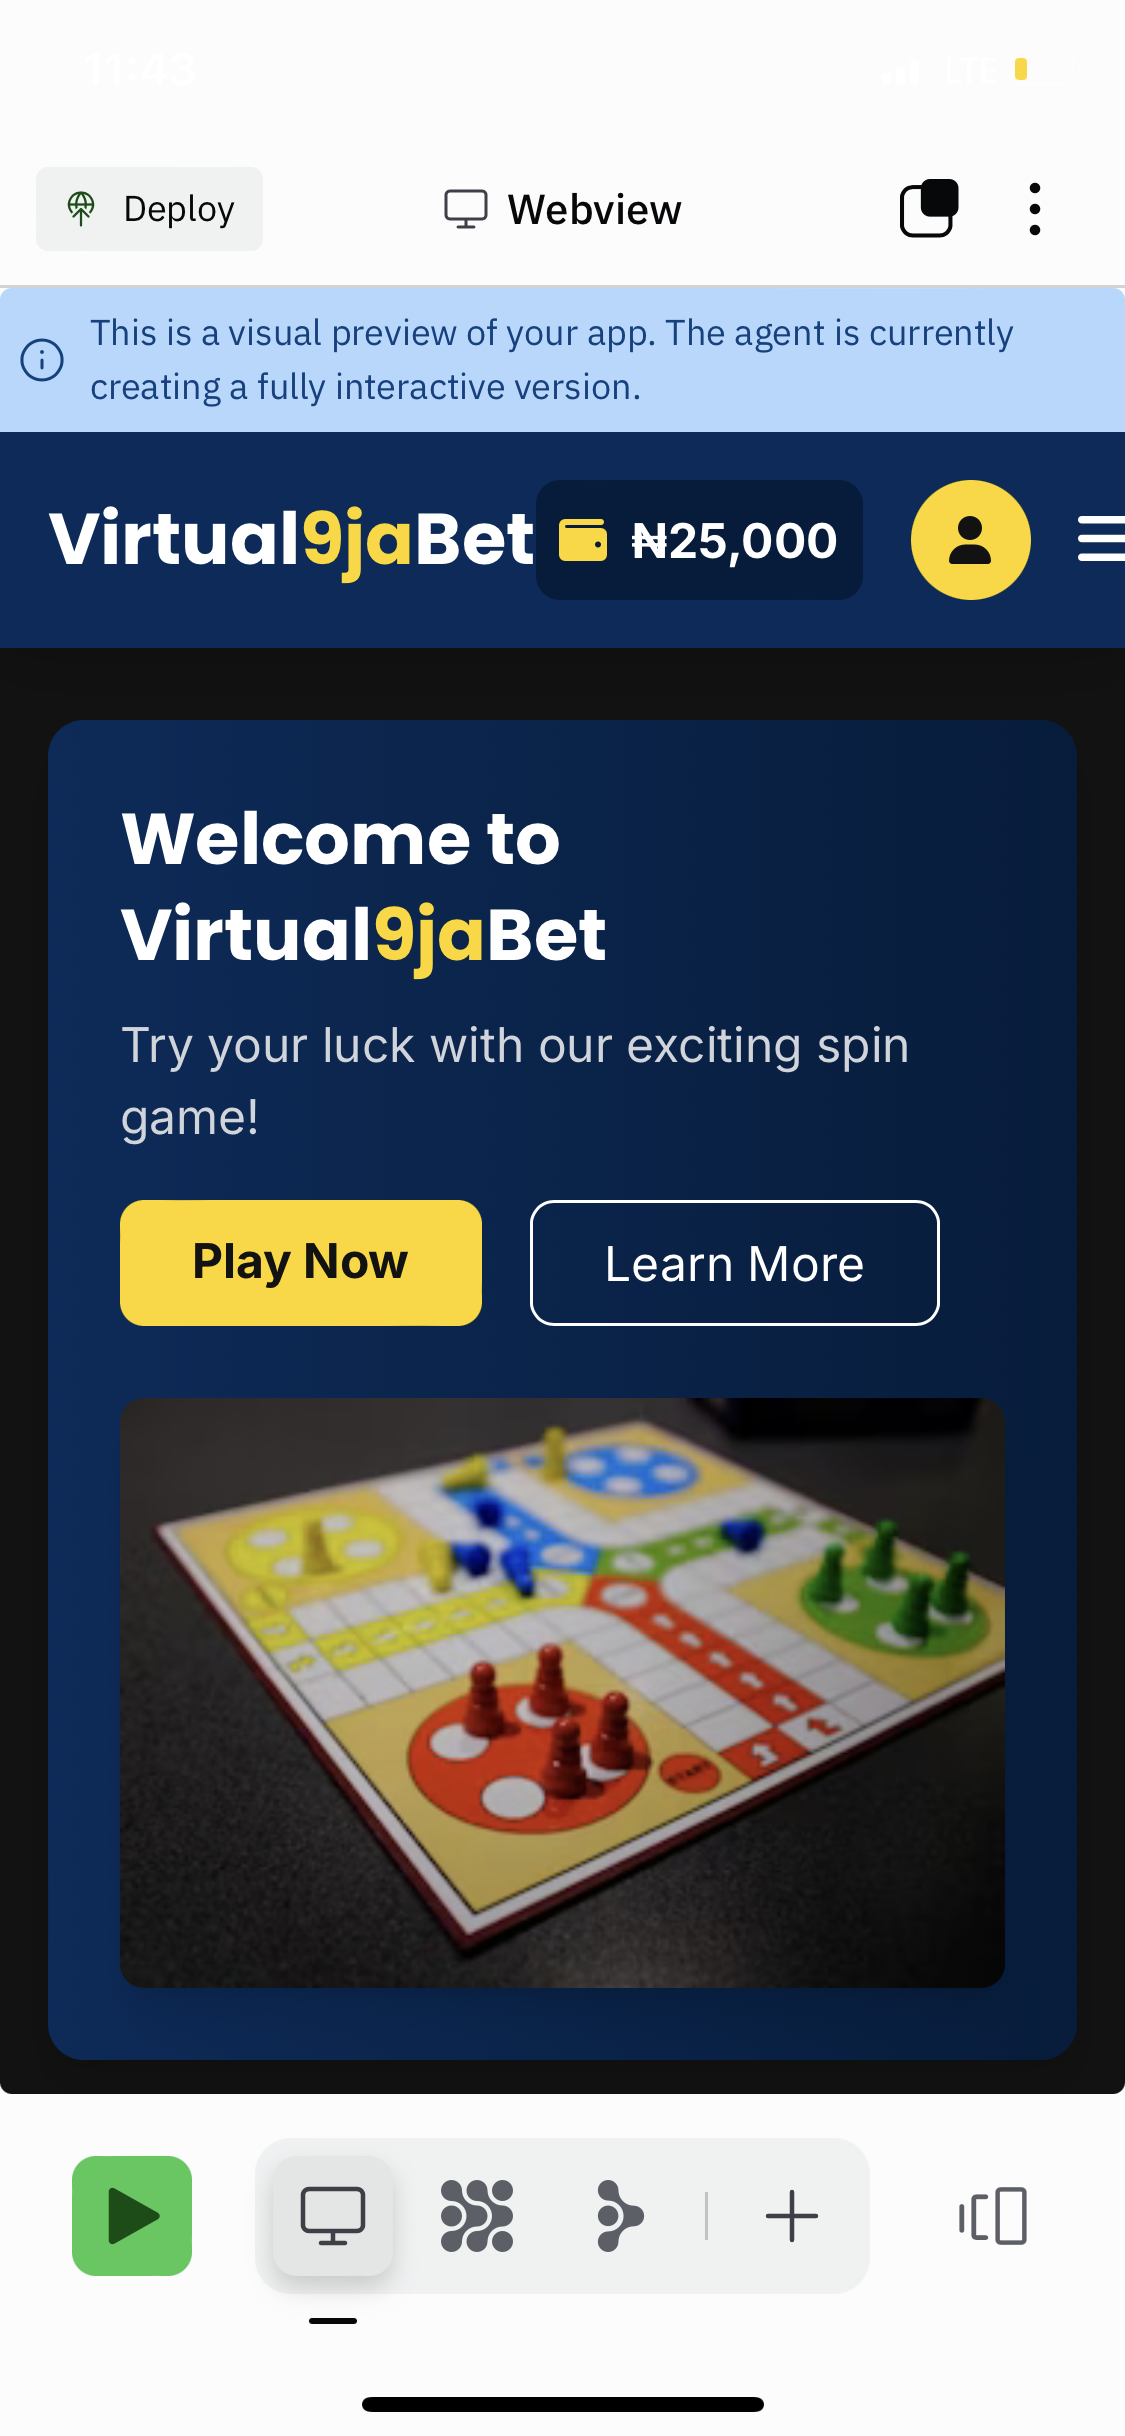 11:43
LTE
Deploy
Webview
This is a visual preview of your app. The agent is currently
creating a fully interactive version.
Virtual9jaBet
₦25,000
Welcome to
Virtual9jaBet
Try your luck with our exciting spin
game!
Play Now
Learn More
START